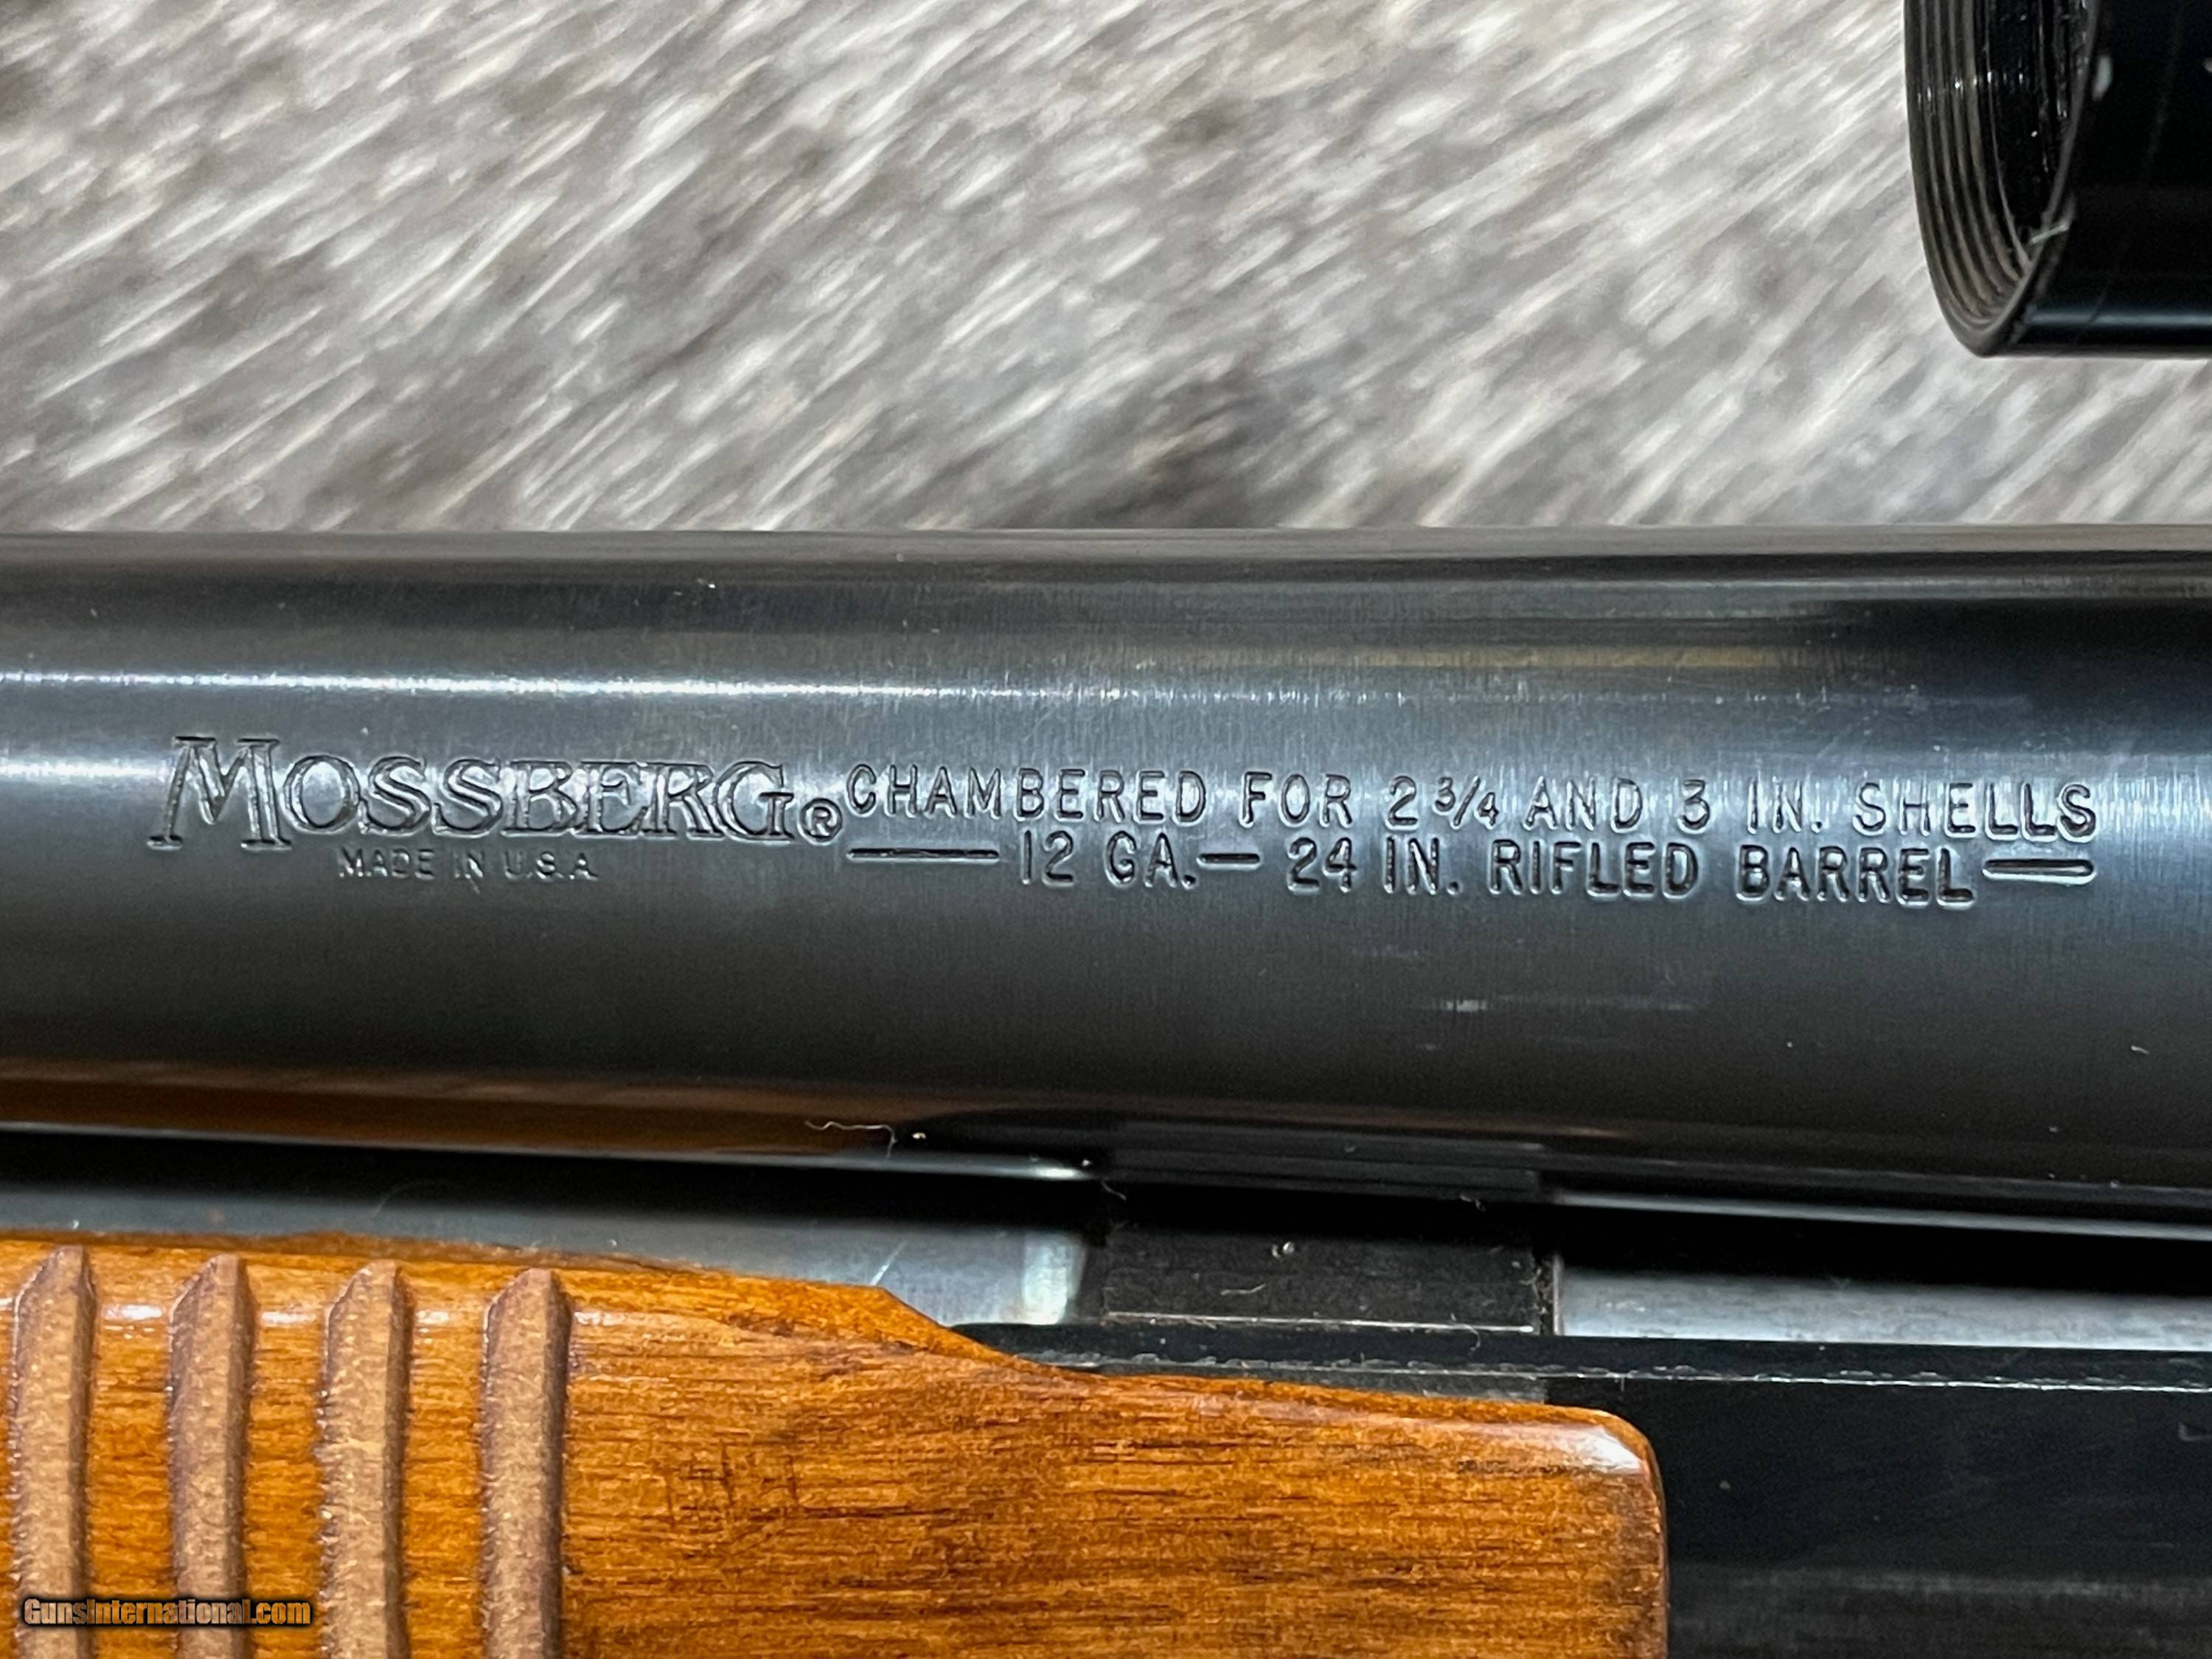 MOSSBERG® CHAMBERED FOR 2 3/4 AND 3 IN. SHELLS
MADE IN U.S.A. — 12 GA. — 24 IN. RIFLED BARREL —
GunsInternational.com